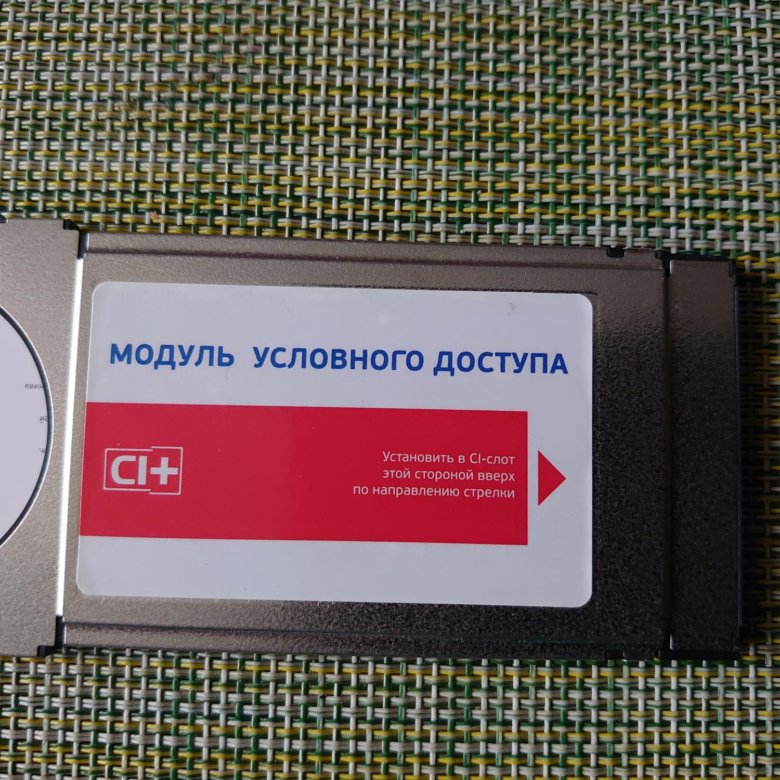 МОДУЛЬ УСЛОВНОГО ДОСТУПА
CI+
Установить в CI-слот
этой стороной вверх
по направлению стрелки